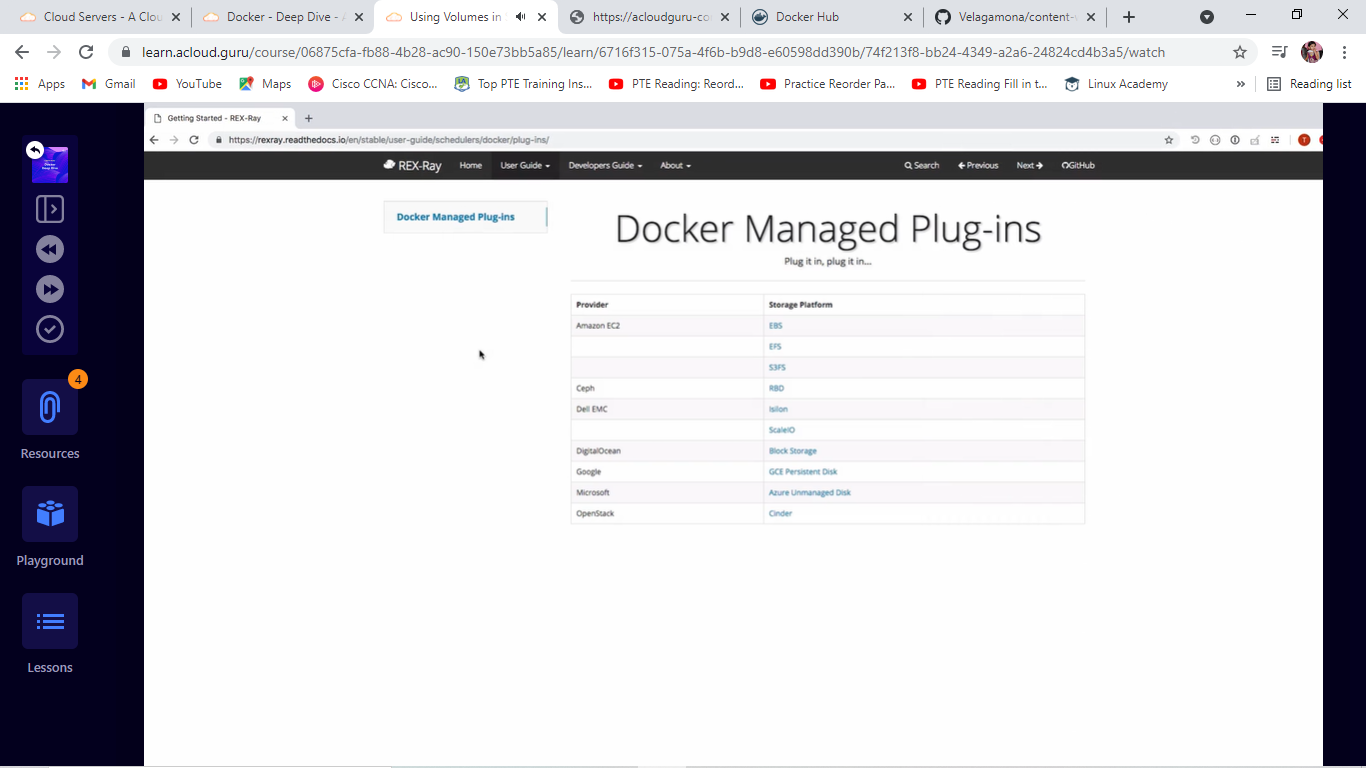 Cloud Servers - A Clou
Docker - Deep Dive - A
Using Volumes in S
https://acloudguru-co
Docker Hub
Velagamona/content-
learn.acloud.guru/course/06875cfa-fb88-4b28-ac90-150e73bb5a85/learn/6716f315-075a-4f6b-b9d8-e60598dd390b/74f213f8-bb24-4349-a2a6-24824cd4b3a5/watch
Apps Gmail YouTube Maps Cisco CCNA: Cisco... Top PTE Training Ins... PTE Reading: Reord... Practice Reorder Pa... PTE Reading Fill in t... Linux Academy » Reading list
Getting Started - REX-Ray
https://rexray.readthedocs.io/en/stable/user-guide/schedulers/docker/plug-ins/
REX-Ray Home User Guide Developers Guide About Search Previous Next GitHub
Docker Deep Dive
4
Resources
Playground
Lessons
Docker Managed Plug-ins
Docker Managed Plug-ins
Plug it in, plug it in...
Provider Storage Platform
Amazon EC2 EBS
EFS
S3FS
Ceph RBD
Dell EMC Isilon
ScaleIO
DigitalOcean Block Storage
Google GCE Persistent Disk
Microsoft Azure Unmanaged Disk
OpenStack Cinder
T